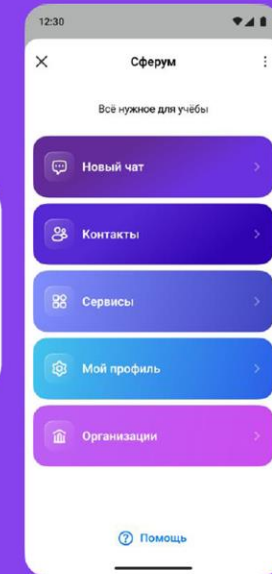 12:30
Сферум
Всё нужное для учёбы
Новый чат
Контакты
Сервисы
Мой профиль
Организации
Помощь